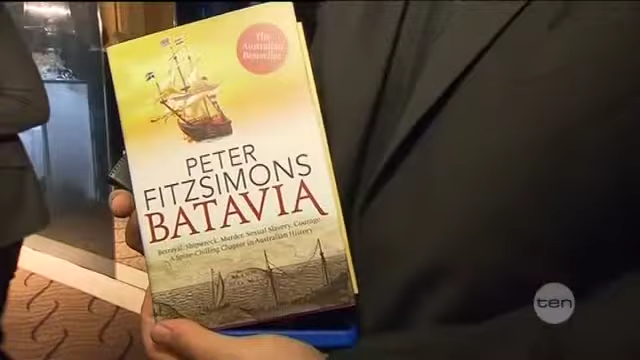 The
Australian
Bestseller
PETER
FITZSIMONS
BATAVIA
Betrayal. Shipwreck. Murder. Sexual Slavery. Courage.
A Spine-Chilling Chapter in Australian History
ten